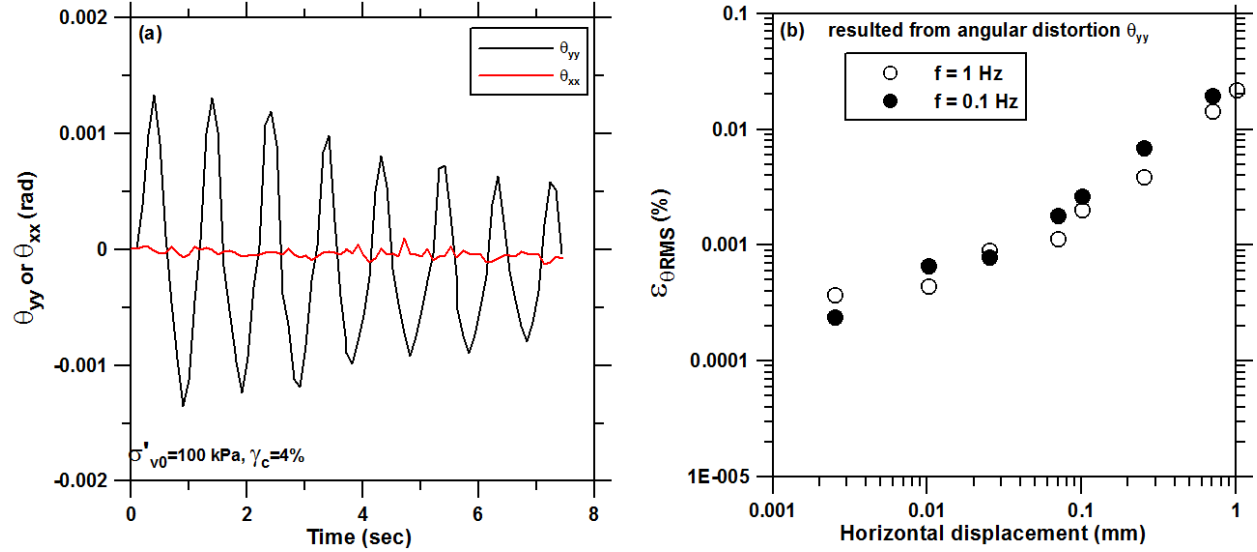 (a)
θyy
θxx
0.002
0.001
0
-0.001
-0.002
θyy or θxx (rad)
σ'v0=100 kPa, γc=4%
0
2
4
6
8
Time (sec)
(b) resulted from angular distortion θyy
f = 1 Hz
f = 0.1 Hz
0.1
0.01
0.001
0.0001
1E-005
εθRMS (%)
0.001
0.01
0.1
1
Horizontal displacement (mm)